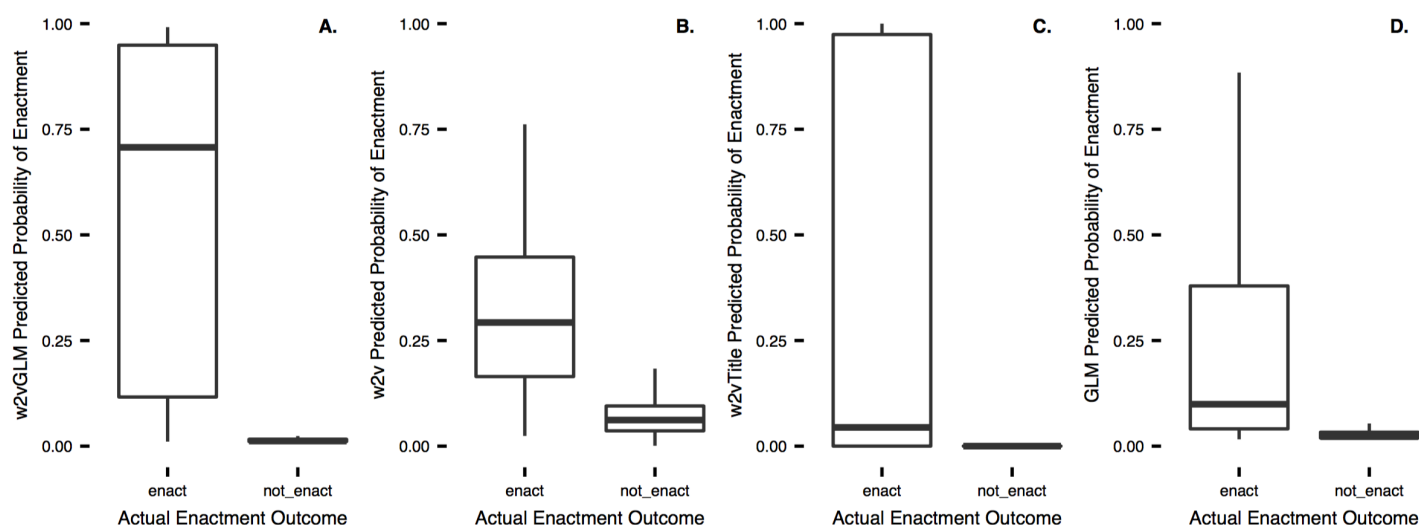 A.
w2vGLM Predicted Probability of Enactment
1.00
0.75
0.50
0.25
0.00
enact
not_enact
Actual Enactment Outcome
B.
w2v Predicted Probability of Enactment
1.00
0.75
0.50
0.25
0.00
enact
not_enact
Actual Enactment Outcome
C.
w2vTitle Predicted Probability of Enactment
1.00
0.75
0.50
0.25
0.00
enact
not_enact
Actual Enactment Outcome
D.
GLM Predicted Probability of Enactment
1.00
0.75
0.50
0.25
0.00
enact
not_enact
Actual Enactment Outcome